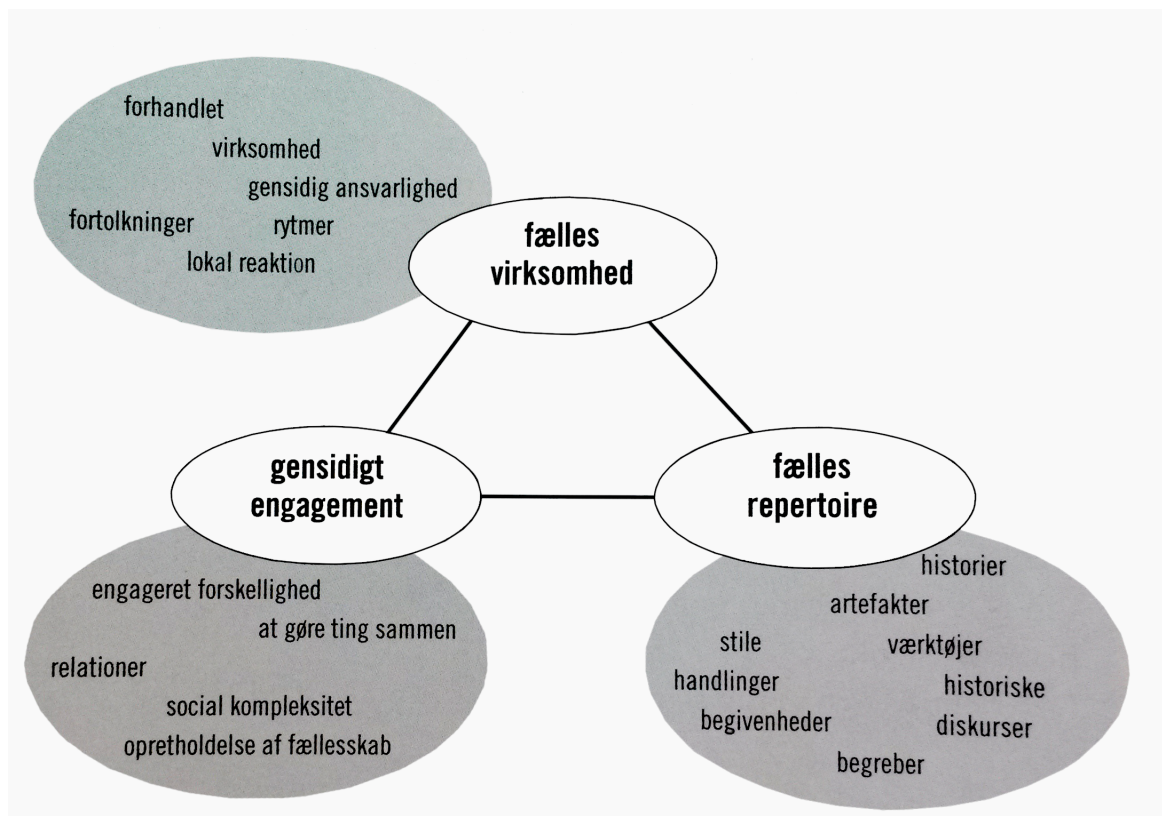 forhandlet
virksomhed
gensidig ansvarlighed
fortolkninger rytmer
lokal reaktion
fælles
virksomhed
gensidigt
engagement
fælles
repertoire
engageret forskellighed
at gøre ting sammen
relationer
social kompleksitet
opretholdelse af fællesskab
historier
artefakter
stile værktøjer
handlinger historiske
begivenheder diskurser
begreber